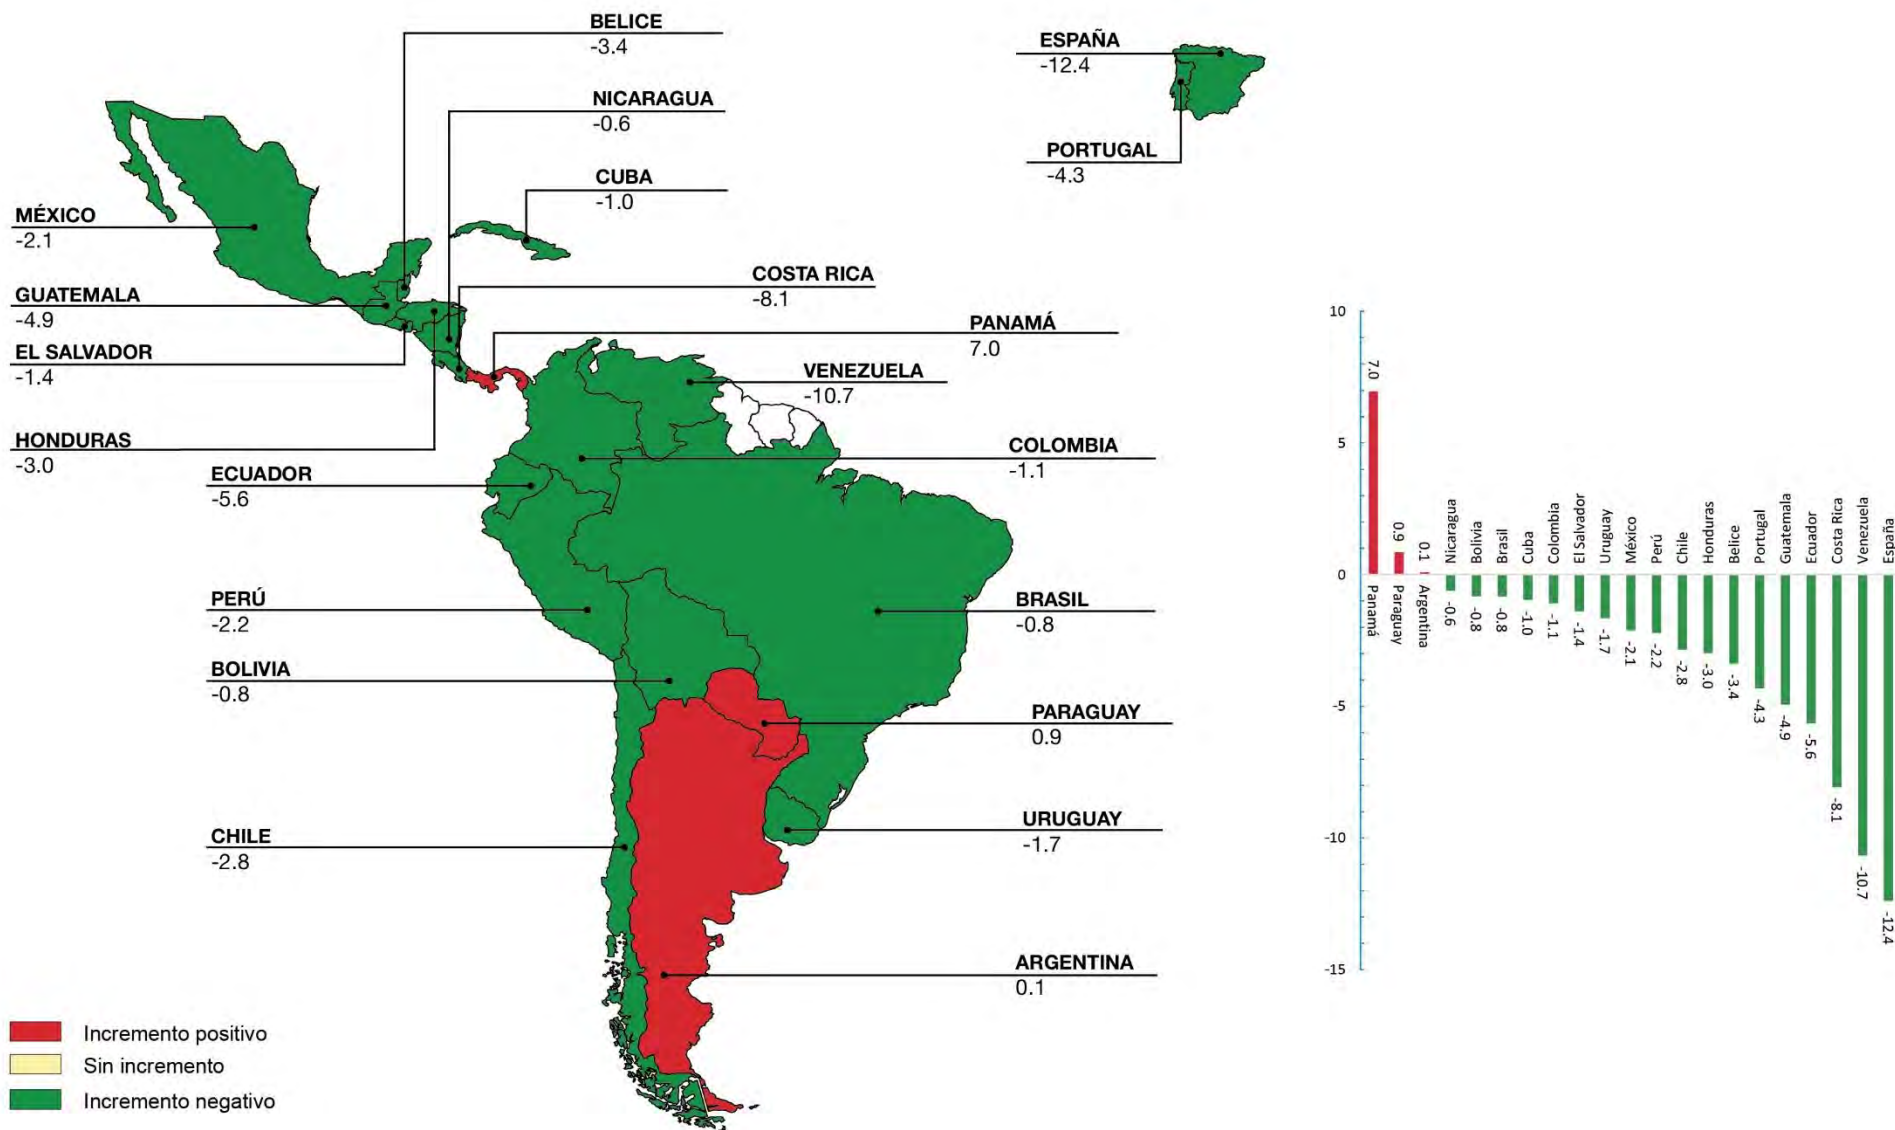 BELICE
-3.4
NICARAGUA
-0.6
CUBA
-1.0
ESPAÑA
-12.4
PORTUGAL
-4.3
MÉXICO
-2.1
GUATEMALA
-4.9
EL SALVADOR
-1.4
HONDURAS
-3.0
COSTA RICA
-8.1
PANAMÁ
7.0
VENEZUELA
-10.7
COLOMBIA
-1.1
ECUADOR
-5.6
PERÚ
-2.2
BRASIL
-0.8
BOLIVIA
-0.8
PARAGUAY
0.9
CHILE
-2.8
URUGUAY
-1.7
ARGENTINA
0.1
Incremento positivo
Sin incremento
Incremento negativo
10
5
0
-5
-10
-15
7.0
Panamá
0.9
Paraguay
0.1
Argentina
Nicaragua
-0.6
Bolivia
-0.8
Brasil
-0.8
Cuba
-1.0
Colombia
-1.1
El Salvador
-1.4
Uruguay
-1.7
México
-2.1
Perú
-2.2
Chile
-2.8
Honduras
-3.0
Belice
-3.4
Portugal
-4.3
Guatemala
-4.9
Ecuador
-5.6
Costa Rica
-8.1
Venezuela
-10.7
España
-12.4